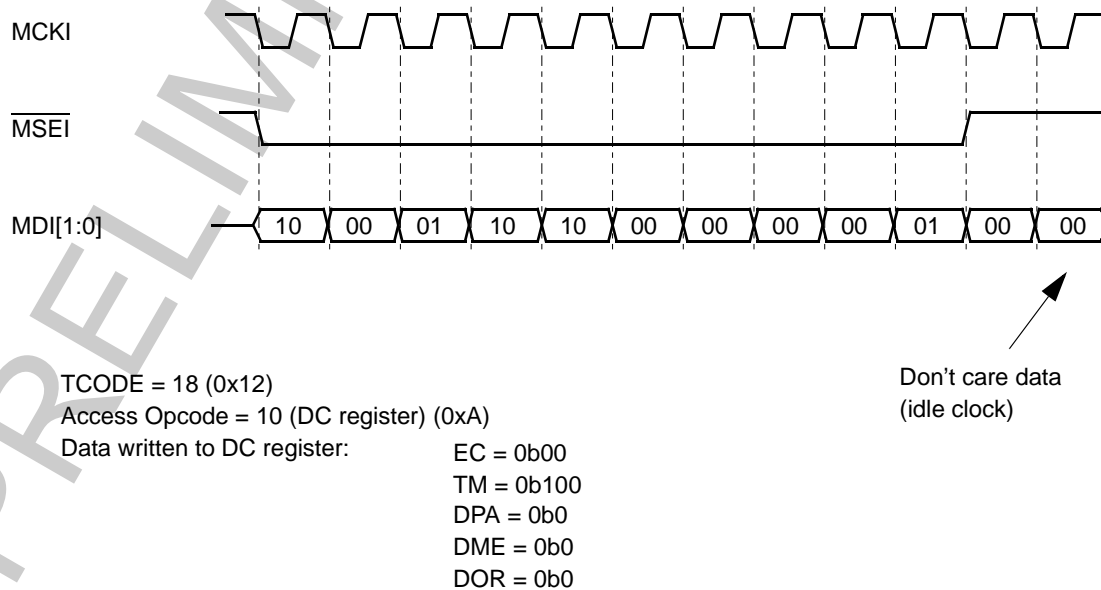 MCKI
MSEI
MDI[1:0] 10 00 01 10 10 00 00 00 01 00 00
Don't care data
(idle clock)
TCODE = 18 (0x12)
Access Opcode = 10 (DC register) (0xA)
Data written to DC register:
EC = 0b00
TM = 0b100
DPA = 0b0
DME = 0b0
DOR = 0b0
PRELIM